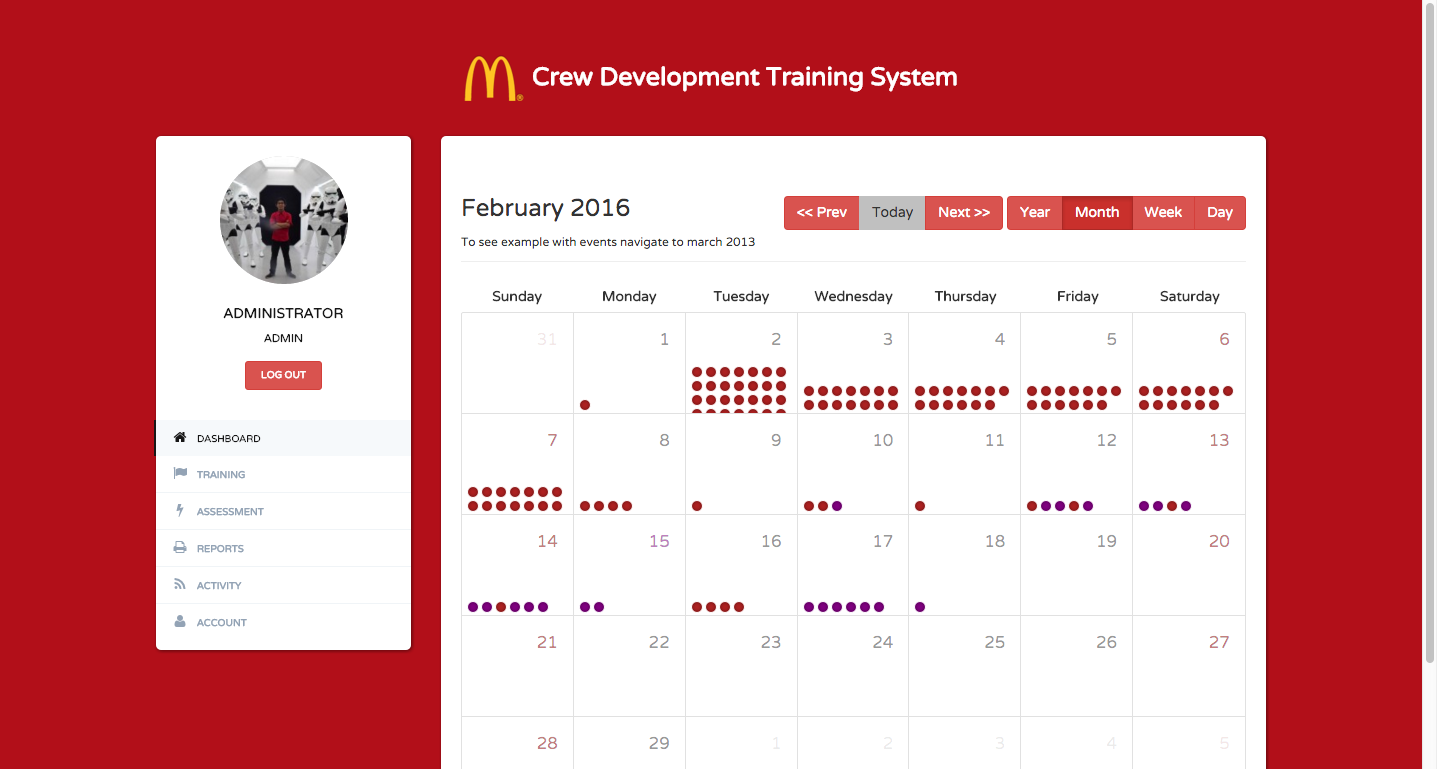 Crew Development Training System
ADMINISTRATOR
ADMIN
LOG OUT
DASHBOARD
TRAINING
ASSESSMENT
REPORTS
ACTIVITY
ACCOUNT
February 2016
<< Prev Today Next >> Year Month Week Day
To see example with events navigate to march 2013
Sunday Monday Tuesday Wednesday Thursday Friday Saturday
31 1 2 3 4 5 6
7 8 9 10 11 12 13
14 15 16 17 18 19 20
21 22 23 24 25 26 27
28 29 1 2 3 4 5